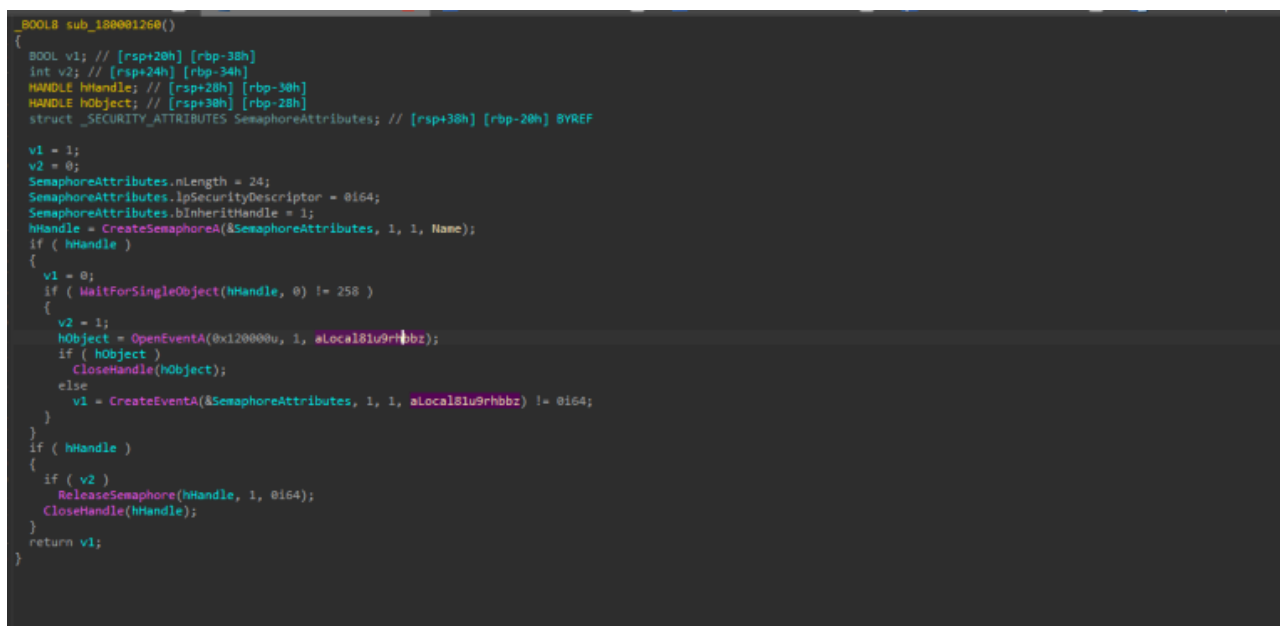 _BOOL8 sub_180001260()
{
BOOL v1; // [rsp+20h] [rbp-38h]
int v2; // [rsp+24h] [rbp-34h]
HANDLE hHandle; // [rsp+28h] [rbp-30h]
HANDLE hObject; // [rsp+30h] [rbp-28h]
struct _SECURITY_ATTRIBUTES SemaphoreAttributes; // [rsp+38h] [rbp-20h] BYREF
v1 = 1;
v2 = 0;
SemaphoreAttributes.nLength = 24;
SemaphoreAttributes.lpSecurityDescriptor = 0i64;
SemaphoreAttributes.bInheritHandle = 1;
hHandle = CreateSemaphoreA(&SemaphoreAttributes, 1, 1, Name);
if ( hHandle )
{
v1 = 0;
if ( WaitForSingleObject(hHandle, 0) != 258 )
{
v2 = 1;
hObject = OpenEventA(0x120000u, 1, aLocal81u9rhbbz);
if ( hObject )
CloseHandle(hObject);
else
v1 = CreateEventA(&SemaphoreAttributes, 1, 1, aLocal81u9rhbbz) != 0i64;
}
}
if ( hHandle )
{
if ( v2 )
ReleaseSemaphore(hHandle, 1, 0i64);
CloseHandle(hHandle);
}
return v1;
}